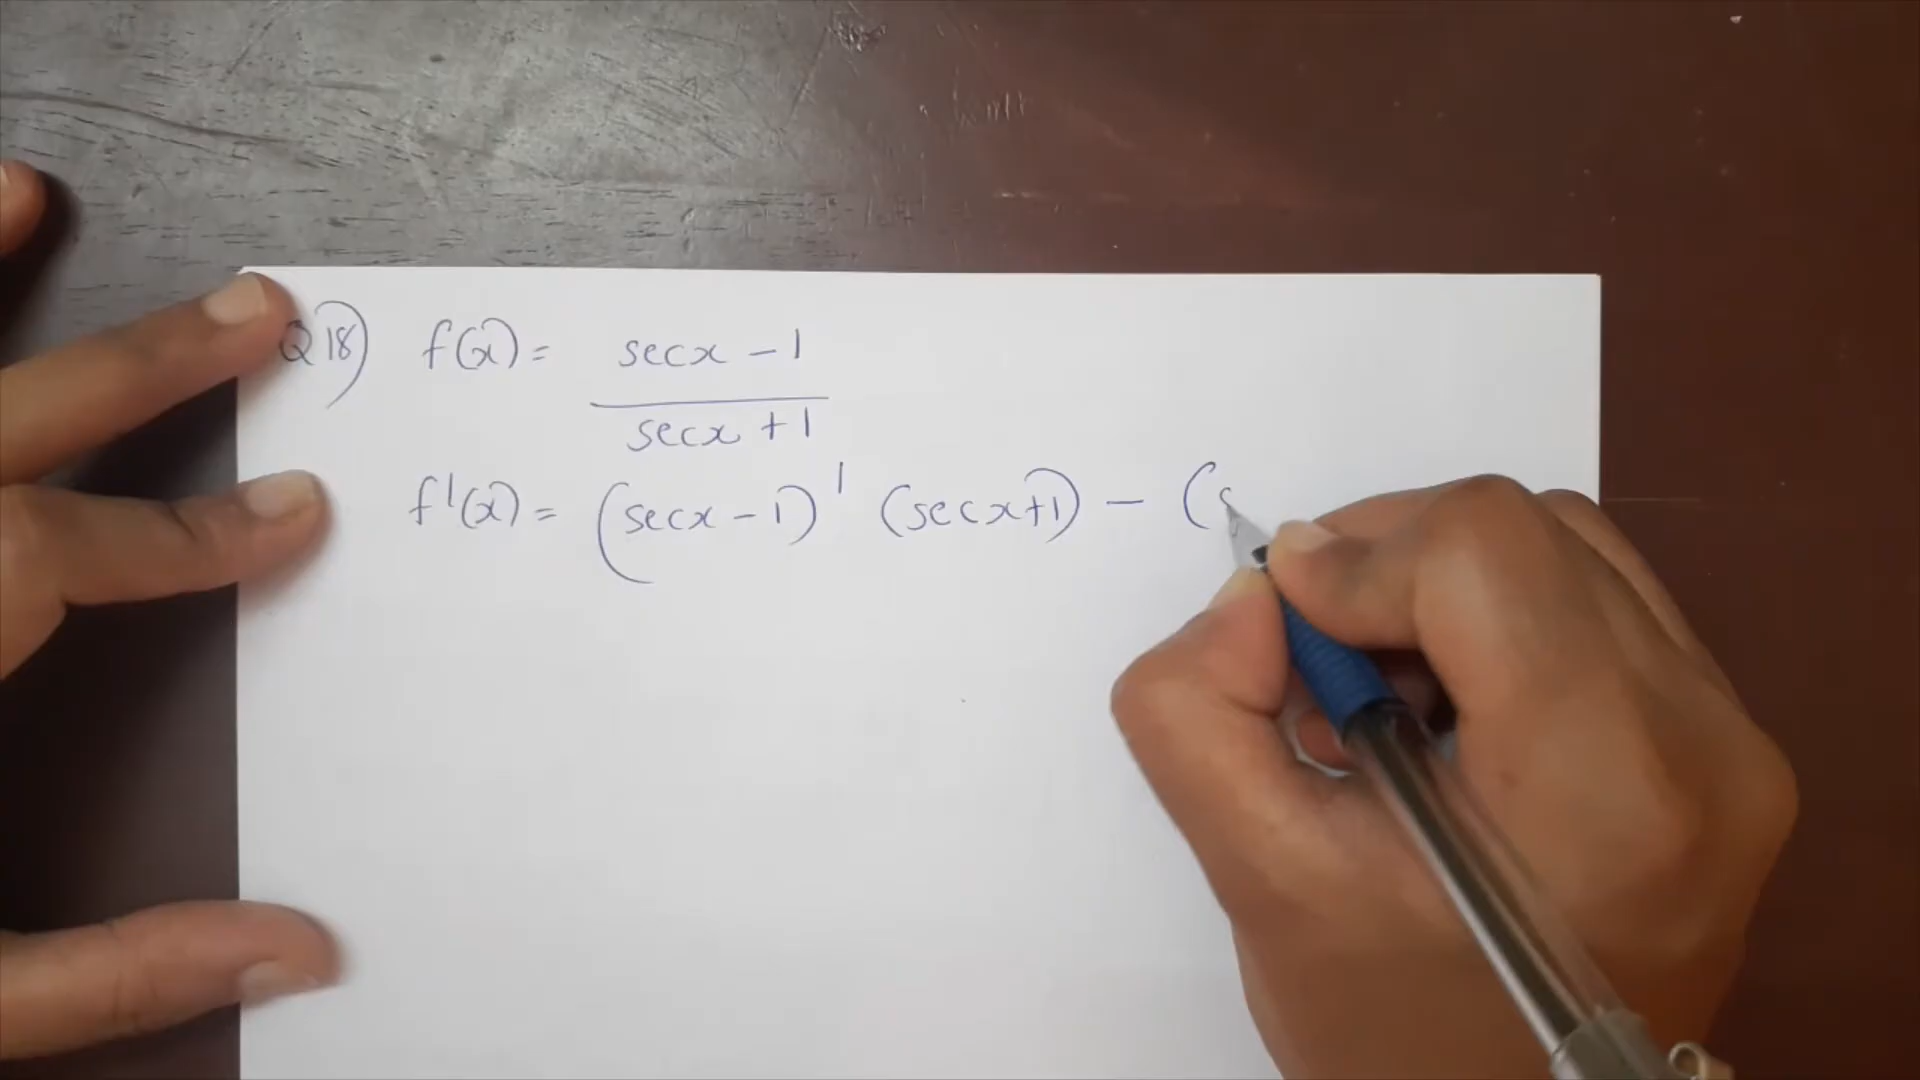 Q18) f(x) = secx - 1
secx + 1
f'(x) = (secx - 1)' (secx+1) - (s